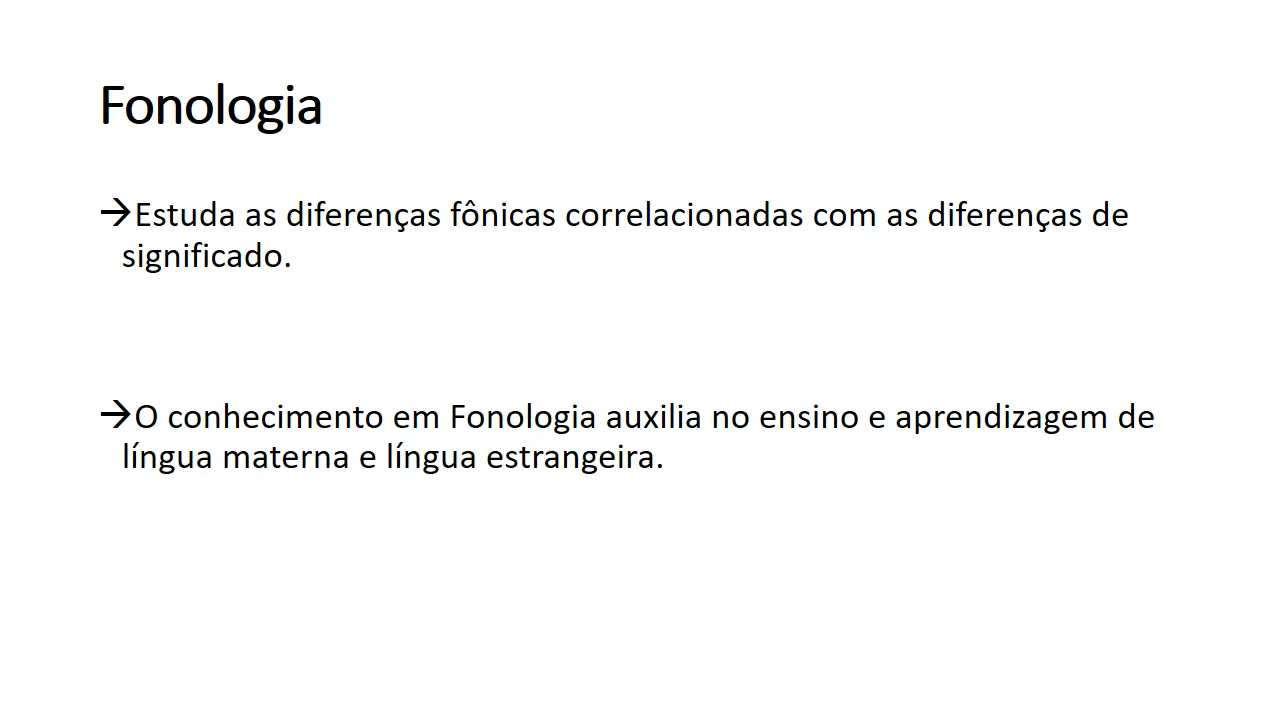 Fonologia
→Estuda as diferenças fônicas correlacionadas com as diferenças de
significado.
→O conhecimento em Fonologia auxilia no ensino e aprendizagem de
língua materna e língua estrangeira.